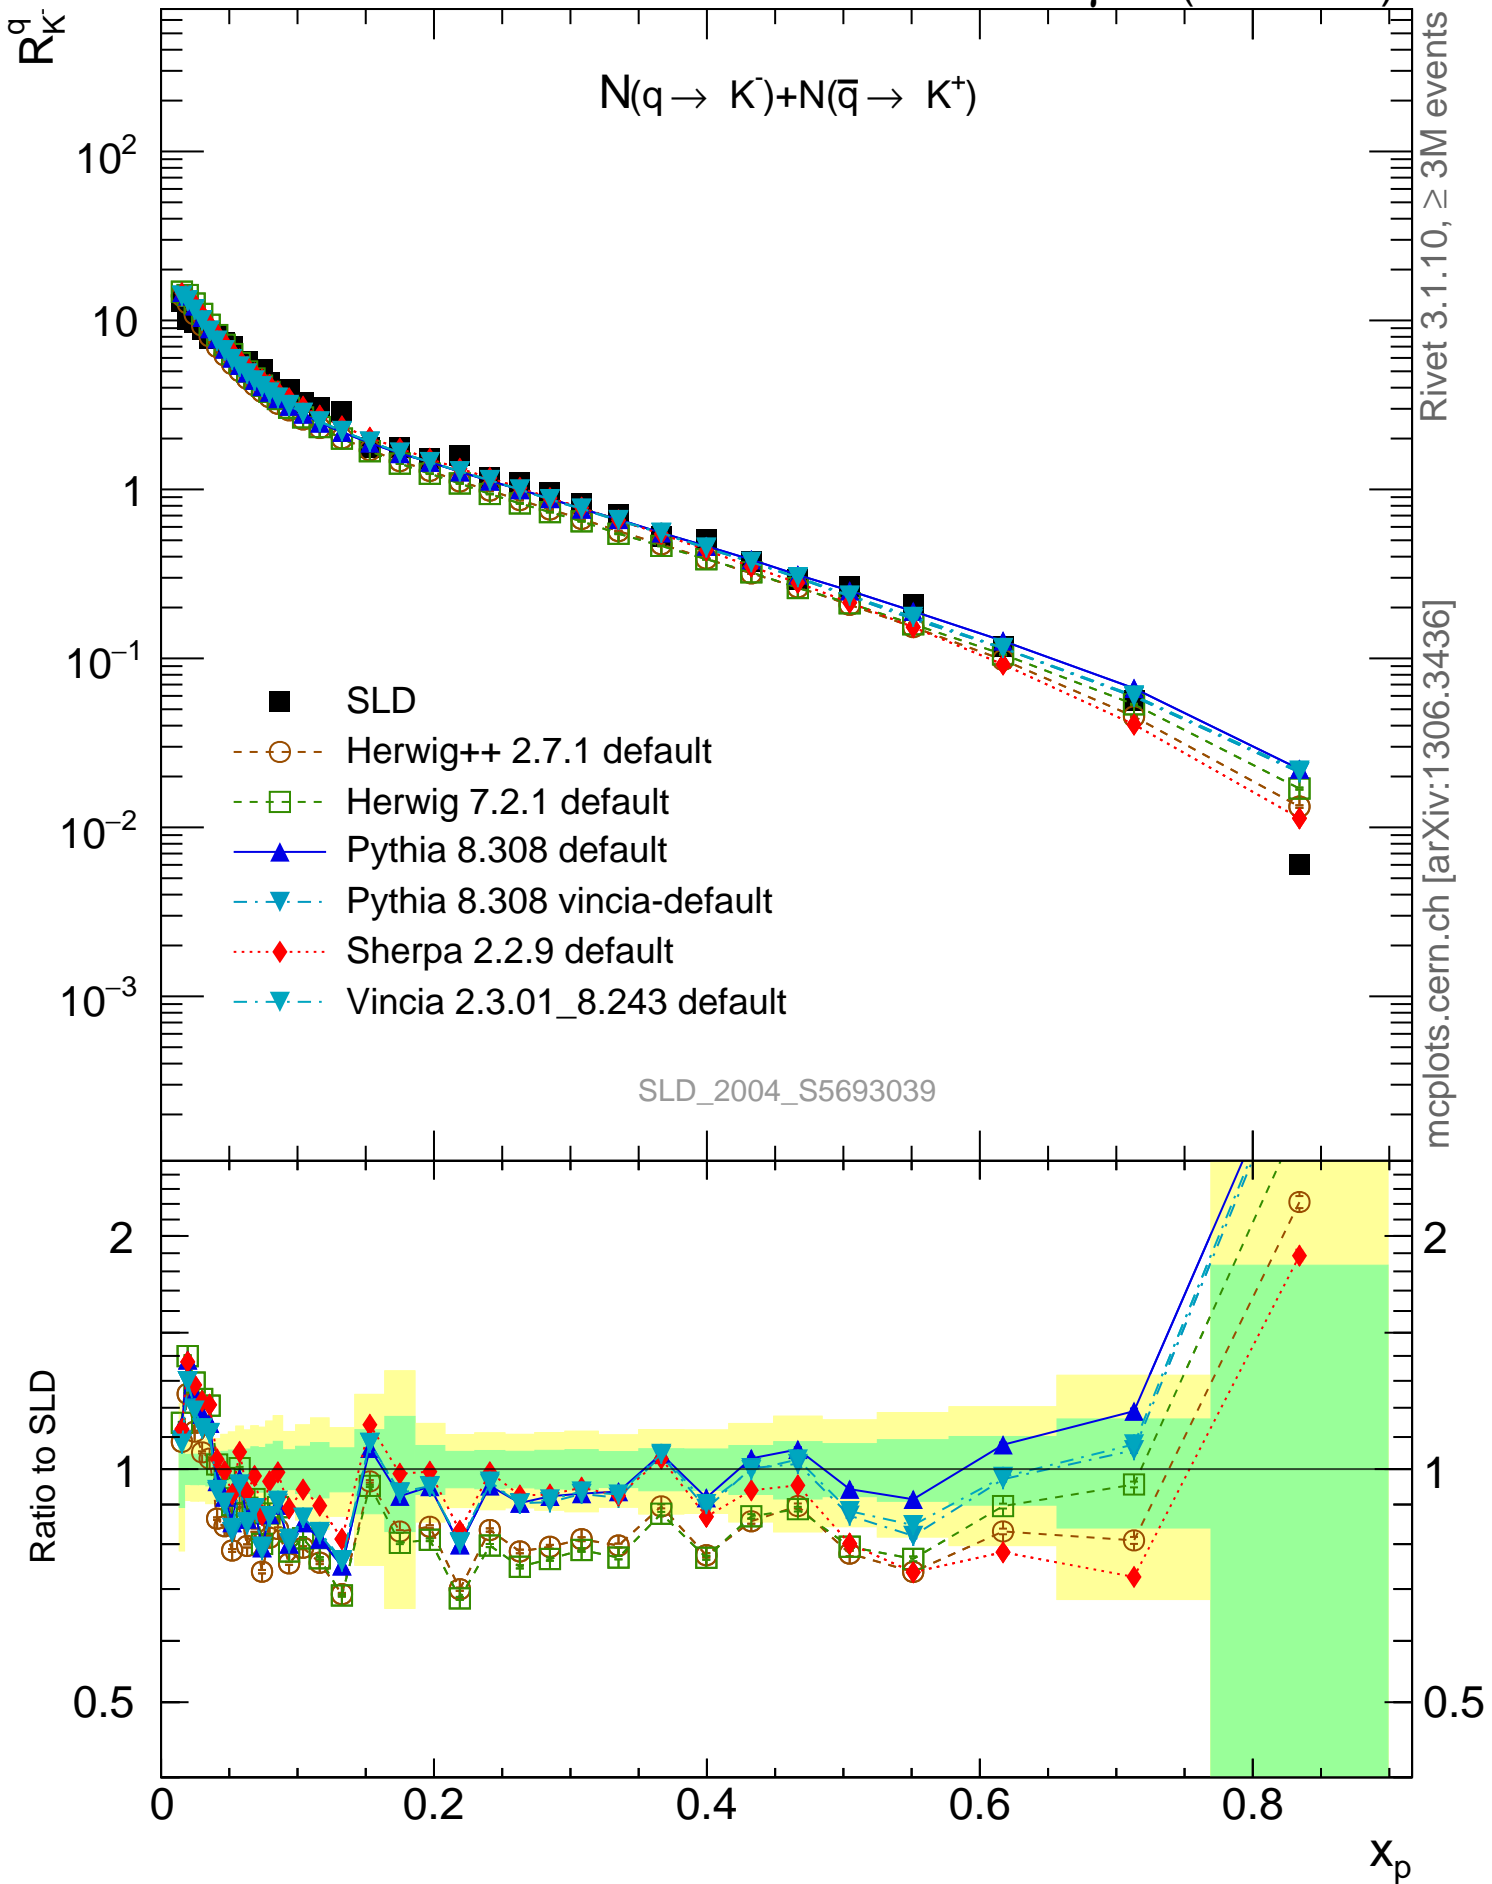 R^q_K-
N(q → K⁻)+N(q̅ → K⁺)
10²
10
1
10⁻¹
10⁻²
10⁻³
SLD
Herwig++ 2.7.1 default
Herwig 7.2.1 default
Pythia 8.308 default
Pythia 8.308 vincia-default
Sherpa 2.2.9 default
Vincia 2.3.01_8.243 default
SLD_2004_S5693039
Rivet 3.1.10, ≥ 3M events
mcplots.cern.ch [arXiv:1306.3436]
Ratio to SLD
2
1
0.5
2
1
0.5
0 0.2 0.4 0.6 0.8
x_p